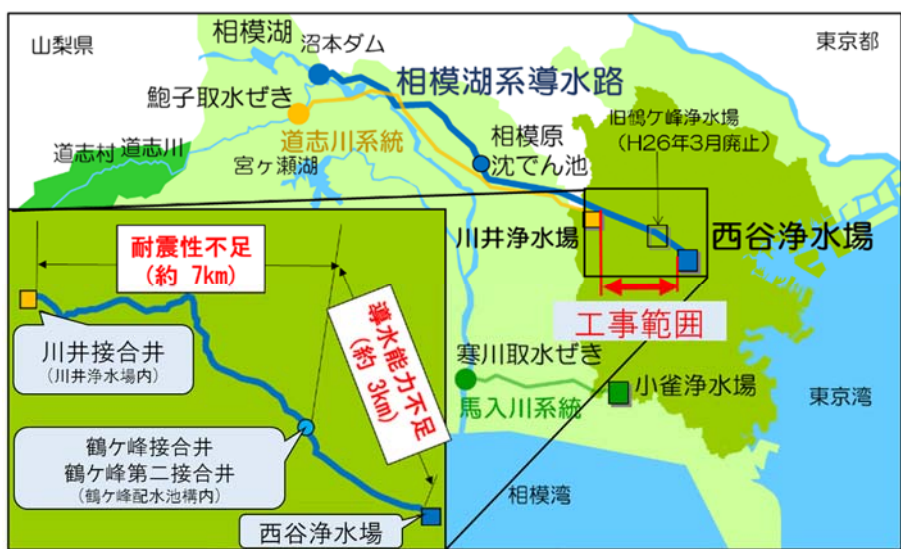 山梨県
相模湖
沼本ダム
東京都
相模湖系導水路
鮑子取水ぜき
旧鶴ケ峰浄水場
（H26年3月廃止）
道志川系統
相模原
沈でん池
道志村
道志川
宮ヶ瀬湖
川井浄水場
西谷浄水場
工事範囲
耐震性不足
(約 7km)
導水能力不足
(約 3km)
川井接合井
（川井浄水場内）
鶴ケ峰接合井
鶴ケ峰第二接合井
（鶴ケ峰配水池構内）
西谷浄水場
寒川取水ぜき
馬入川系統
小雀浄水場
東京湾
相模湾